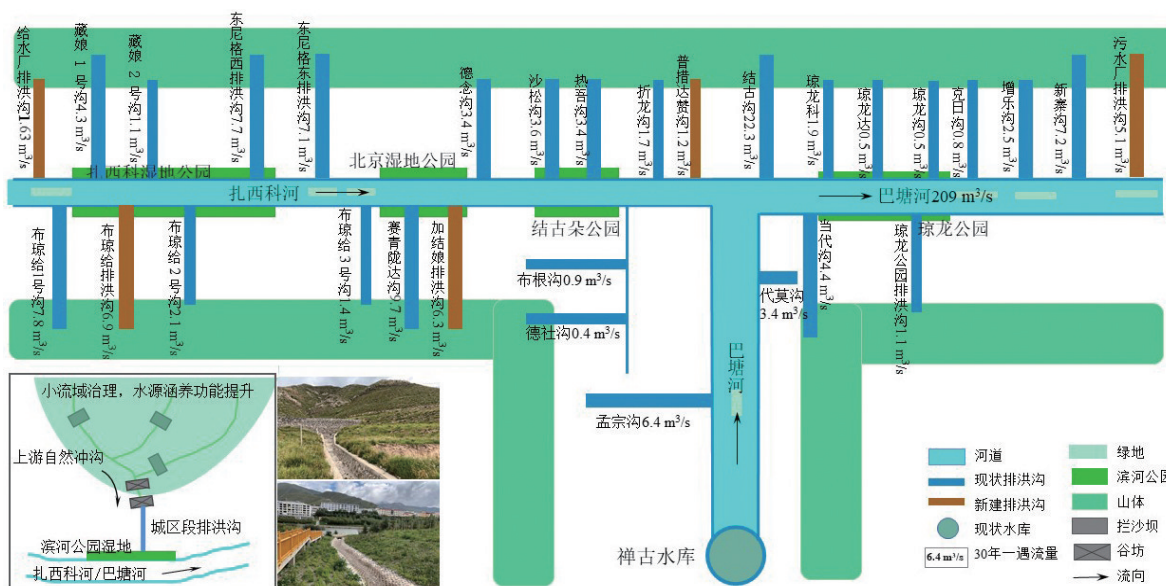 给水厂排洪沟1.63 m³/s
藏娘1号沟4.3 m³/s
藏娘2号沟1.1 m³/s
东尼格西排洪沟7.7 m³/s
东尼格东排洪沟7.1 m³/s
德念沟3.4 m³/s
沙松沟3.6 m³/s
热吾沟3.4 m³/s
折龙沟1.7 m³/s
普措达赞沟1.2 m³/s
结古沟22.3 m³/s
琼龙科1.9 m³/s
琼龙达0.5 m³/s
琼龙沟0.5 m³/s
克日沟0.8 m³/s
增乐沟2.5 m³/s
新寨沟7.2 m³/s
污水厂排洪沟5.1 m³/s
扎西科湿地公园
北京湿地公园
扎西科河
巴塘河209 m³/s
结古朵公园
琼龙公园
布琼给1号沟7.8 m³/s
布琼给排洪沟6.9 m³/s
布琼给2号沟2.1 m³/s
布琼给3号沟1.4 m³/s
赛青陇达沟9.7 m³/s
加结娘排洪沟6.3 m³/s
布根沟0.9 m³/s
德社沟0.4 m³/s
孟宗沟6.4 m³/s
代莫沟
3.4 m³/s
当代沟4.4 m³/s
琼龙公园排洪沟1.1 m³/s
巴塘河
禅古水库
小流域治理，水源涵养功能提升
上游自然冲沟
城区段排洪沟
滨河公园湿地
扎西科河/巴塘河
河道
现状排洪沟
新建排洪沟
现状水库
6.4 m³/s
30年一遇流量
绿地
滨河公园
山体
拦沙坝
谷坊
流向